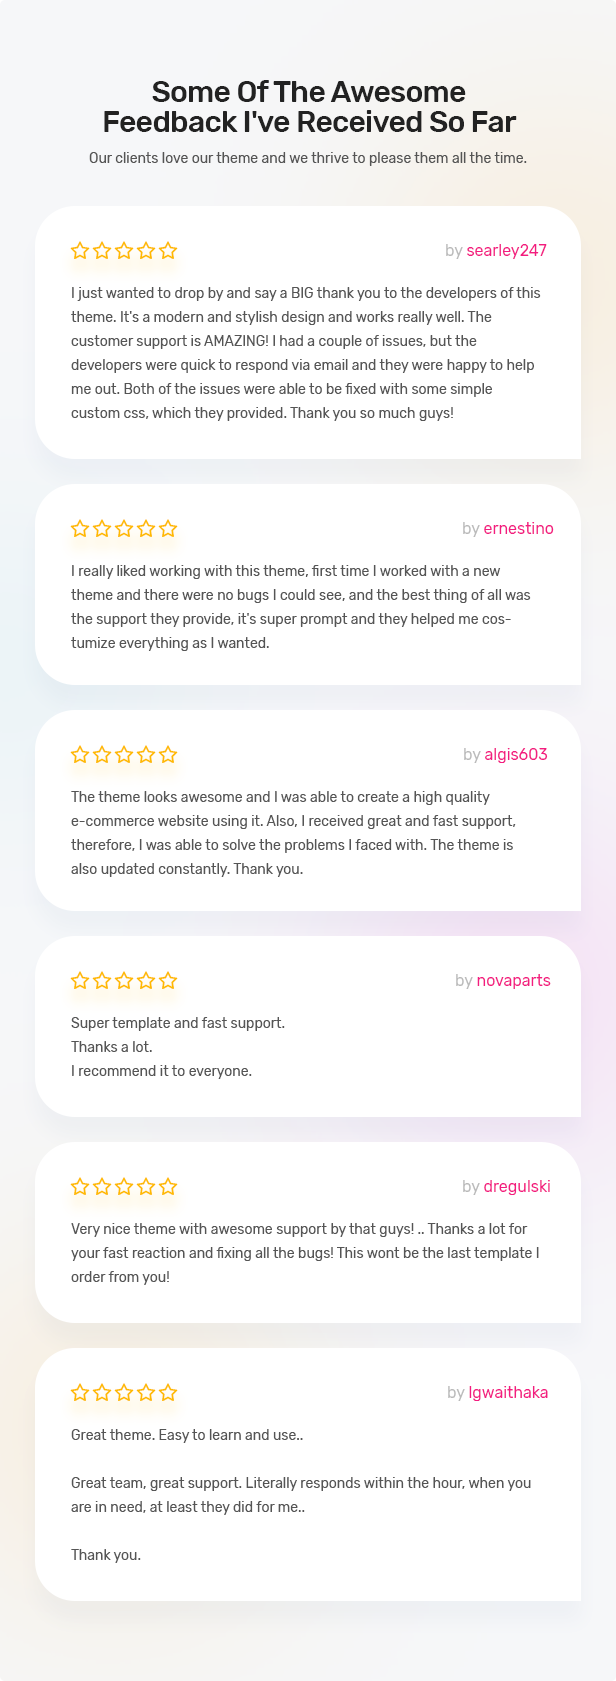 Some Of The Awesome
Feedback I've Received So Far
Our clients love our theme and we thrive to please them all the time.
by searley247
I just wanted to drop by and say a BIG thank you to the developers of this
theme. It's a modern and stylish design and works really well. The
customer support is AMAZING! I had a couple of issues, but the
developers were quick to respond via email and they were happy to help
me out. Both of the issues were able to be fixed with some simple
custom css, which they provided. Thank you so much guys!
by ernestino
I really liked working with this theme, first time I worked with a new
theme and there were no bugs I could see, and the best thing of all was
the support they provide, it's super prompt and they helped me cos-
tumize everything as I wanted.
by algis603
The theme looks awesome and I was able to create a high quality
e-commerce website using it. Also, I received great and fast support,
therefore, I was able to solve the problems I faced with. The theme is
also updated constantly. Thank you.
by novaparts
Super template and fast support.
Thanks a lot.
I recommend it to everyone.
by dregulski
Very nice theme with awesome support by that guys! .. Thanks a lot for
your fast reaction and fixing all the bugs! This wont be the last template I
order from you!
by lgwaithaka
Great theme. Easy to learn and use..
Great team, great support. Literally responds within the hour, when you
are in need, at least they did for me..
Thank you.